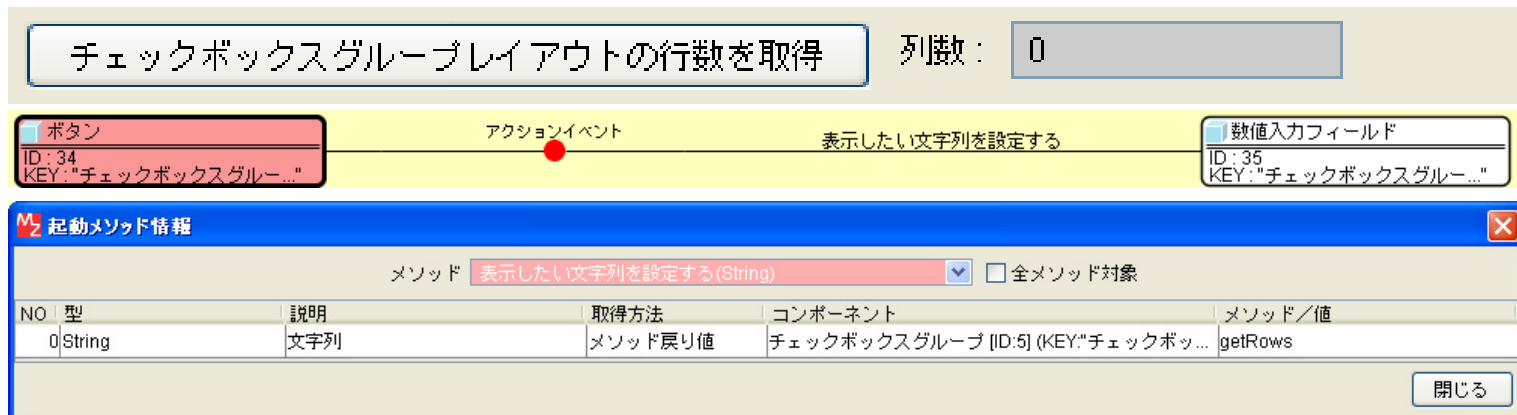 チェックボックスグループレイアウトの行数を取得 列数： 0
ボタン
ID : 34
KEY : "チェックボックスグルー..."
アクションイベント
表示したい文字列を設定する
数値入力フィールド
ID : 35
KEY : "チェックボックスグルー..."
MZ 起動メソッド情報
メソッド 表示したい文字列を設定する(String) 全メソッド対象
NO 型 説明 取得方法 コンポーネント メソッド／値
0 String 文字列 メソッド戻り値 チェックボックスグループ [ID:5] (KEY:"チェックボッ... getRows
閉じる